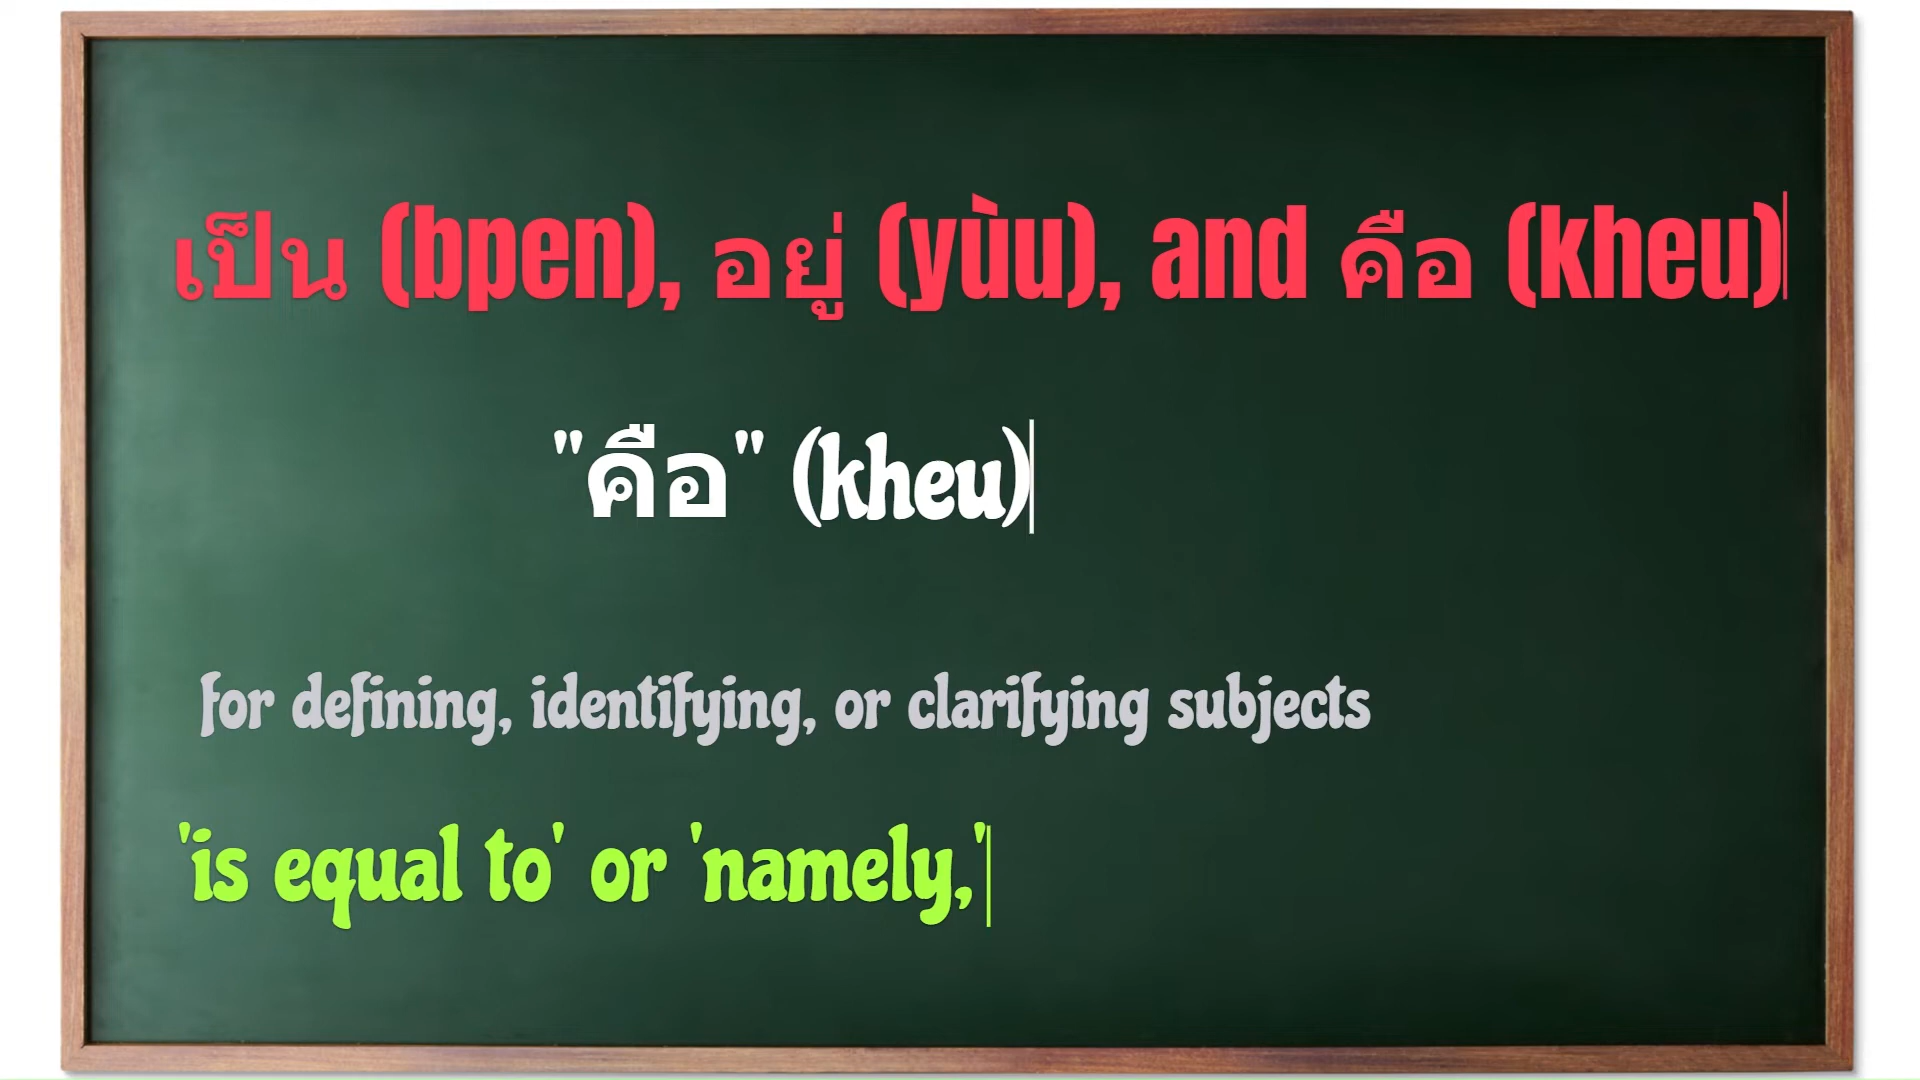 เป็น (bpen), อยู่ (yùu), and คือ (kheu)
"คือ" (kheu)
for defining, identifying, or clarifying subjects
'is equal to' or 'namely,'